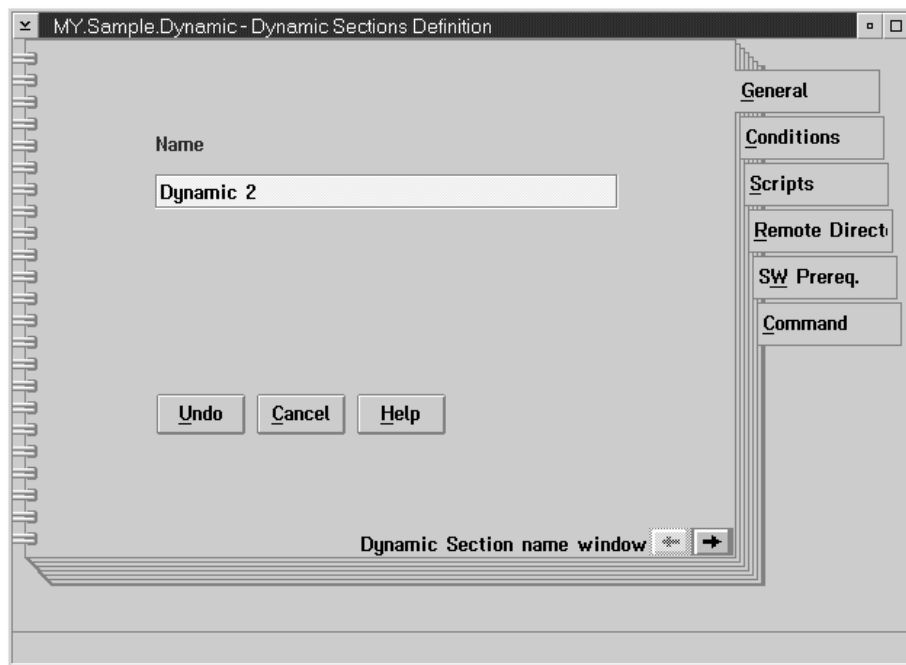 MY.Sample.Dynamic - Dynamic Sections Definition
General
Name
Conditions
Dynamic 2
Scripts
Remote Direct
SW Prereq.
Command
Undo Cancel Help
Dynamic Section name window